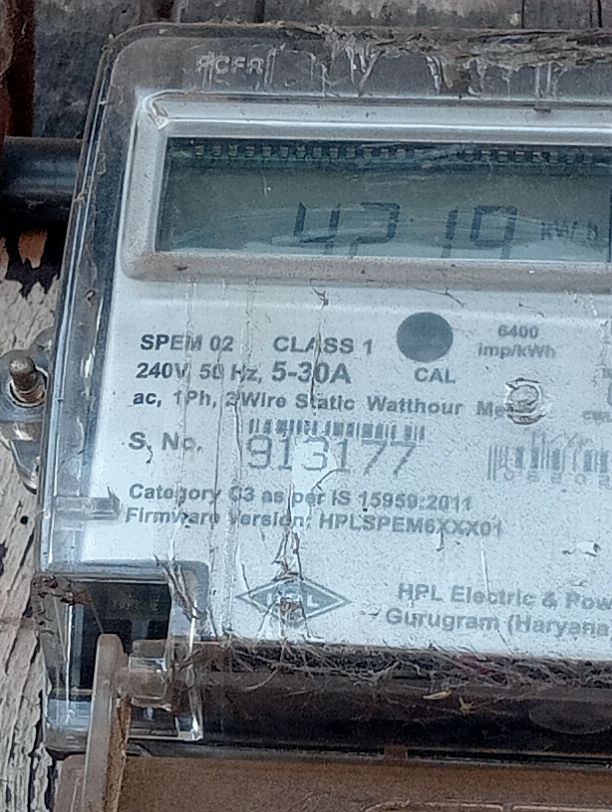 4219 kWh
SPEM 02 CLASS 1
6400
imp/kWh
240V, 50 Hz, 5-30A
CAL
ac, 1Ph, 2Wire Static Watthour
S. No.
913177
Category C3 as per IS 15959:2011
Firmware Version: HPLSPEM6XXX01
HPL
HPL Electric &
Gurugram (Haryana